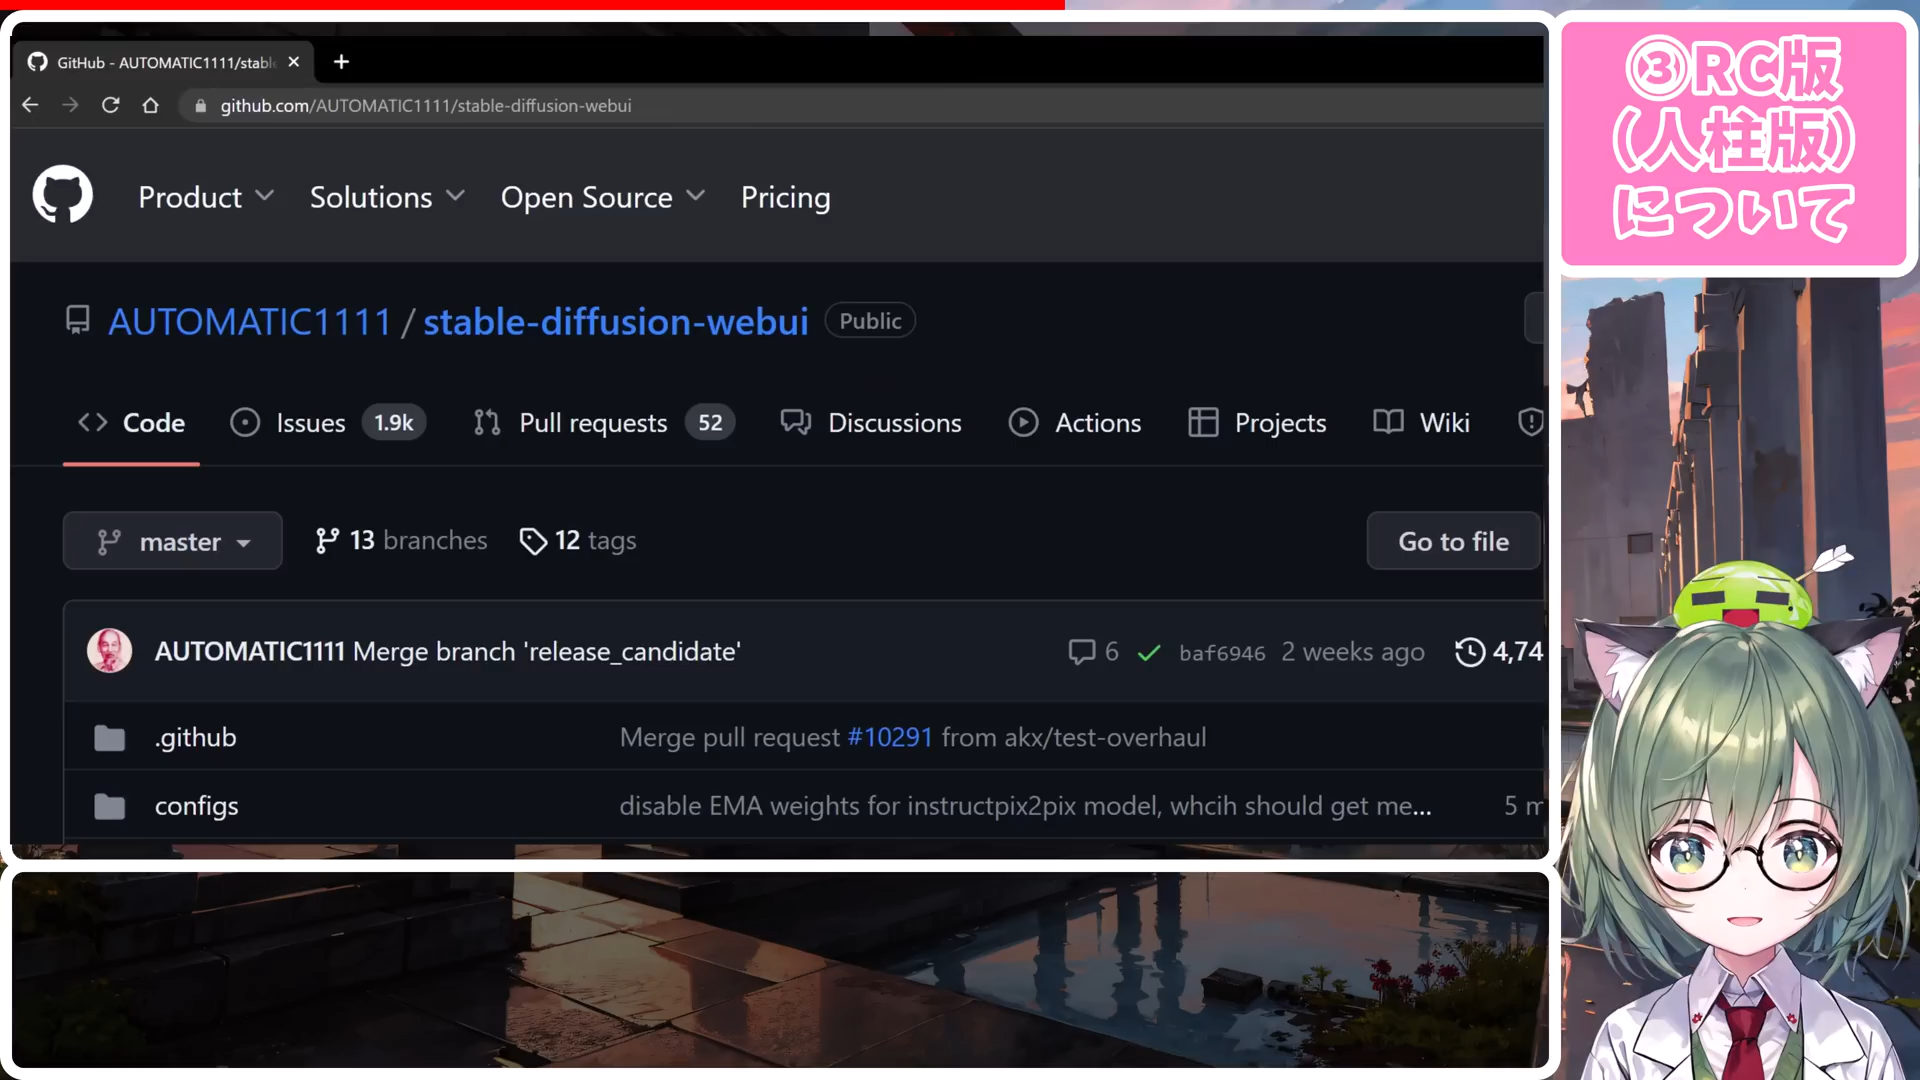 GitHub - AUTOMATIC1111/stabl
github.com/AUTOMATIC1111/stable-diffusion-webui
Product Solutions Open Source Pricing
AUTOMATIC1111 / stable-diffusion-webui Public
Code Issues 1.9k Pull requests 52 Discussions Actions Projects Wiki
master 13 branches 12 tags Go to file
AUTOMATIC1111 Merge branch 'release_candidate' 6 baf6946 2 weeks ago 4,74
.github Merge pull request #10291 from akx/test-overhaul
configs disable EMA weights for instructpix2pix model, whcih should get me... 5 m
③RC版
(人柱版)
について